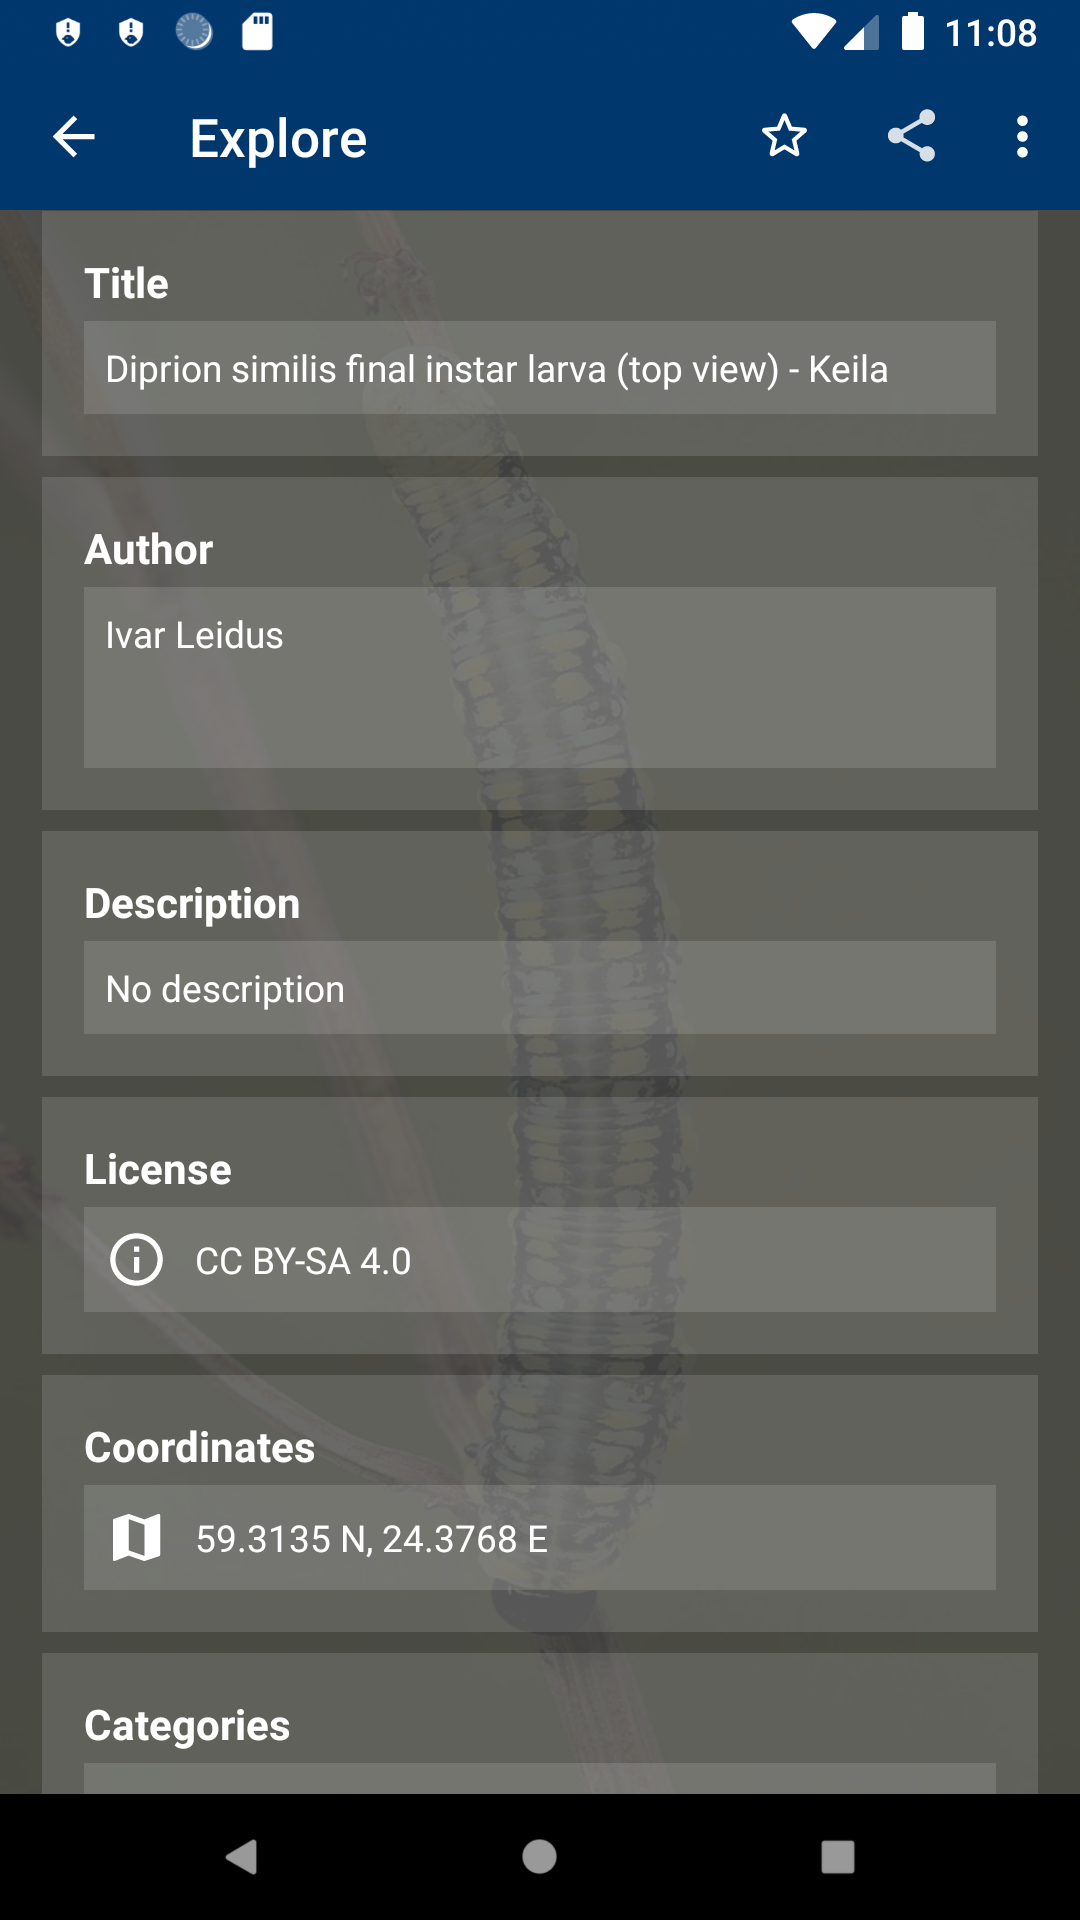 11:08
Explore
Title
Diprion similis final instar larva (top view) - Keila
Author
Ivar Leidus
Description
No description
License
CC BY-SA 4.0
Coordinates
59.3135 N, 24.3768 E
Categories